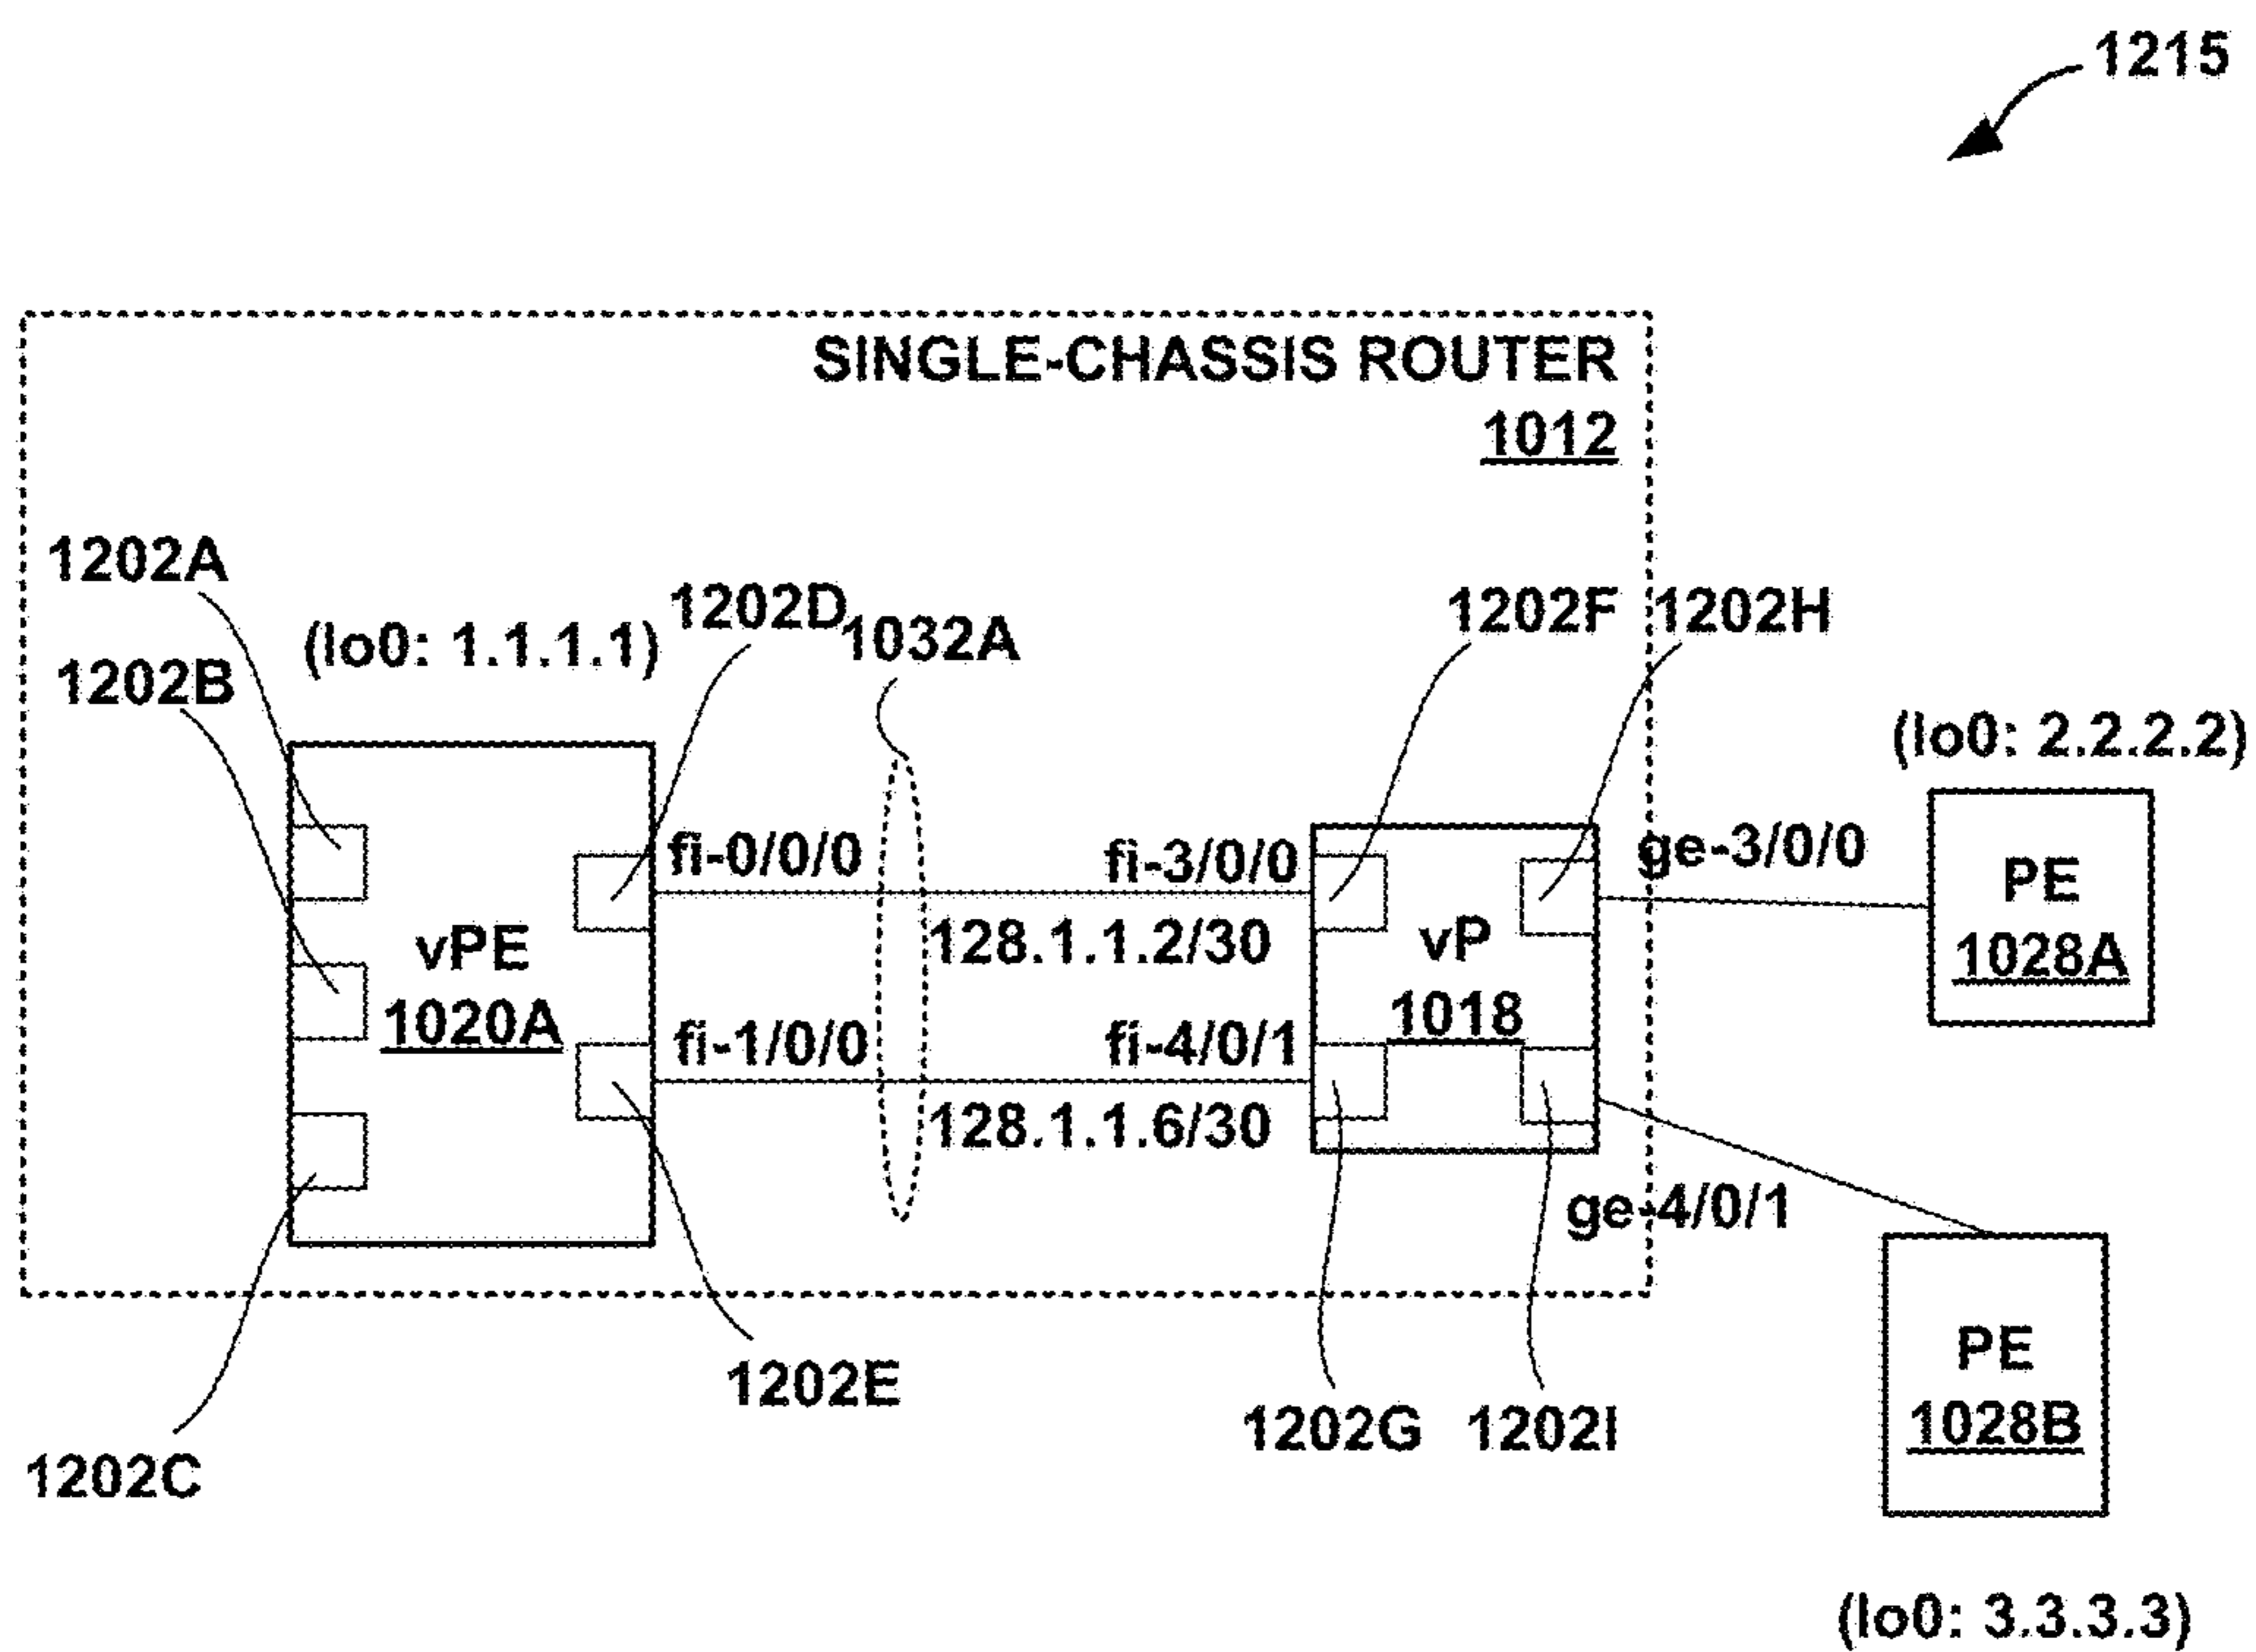 1215
SINGLE-CHASSIS ROUTER
1012
1202A
1202D
1032A
1202F
1202H
(lo0: 1.1.1.1)
1202B
(lo0: 2.2.2.2)
fi-0/0/0
fi-3/0/0
ge-3/0/0
128.1.1.2/30
vPE
1020A
vP
1018
PE
1028A
fi-1/0/0
fi-4/0/1
128.1.1.6/30
ge-4/0/1
1202E
1202G
1202I
1202C
PE
1028B
(lo0: 3.3.3.3)